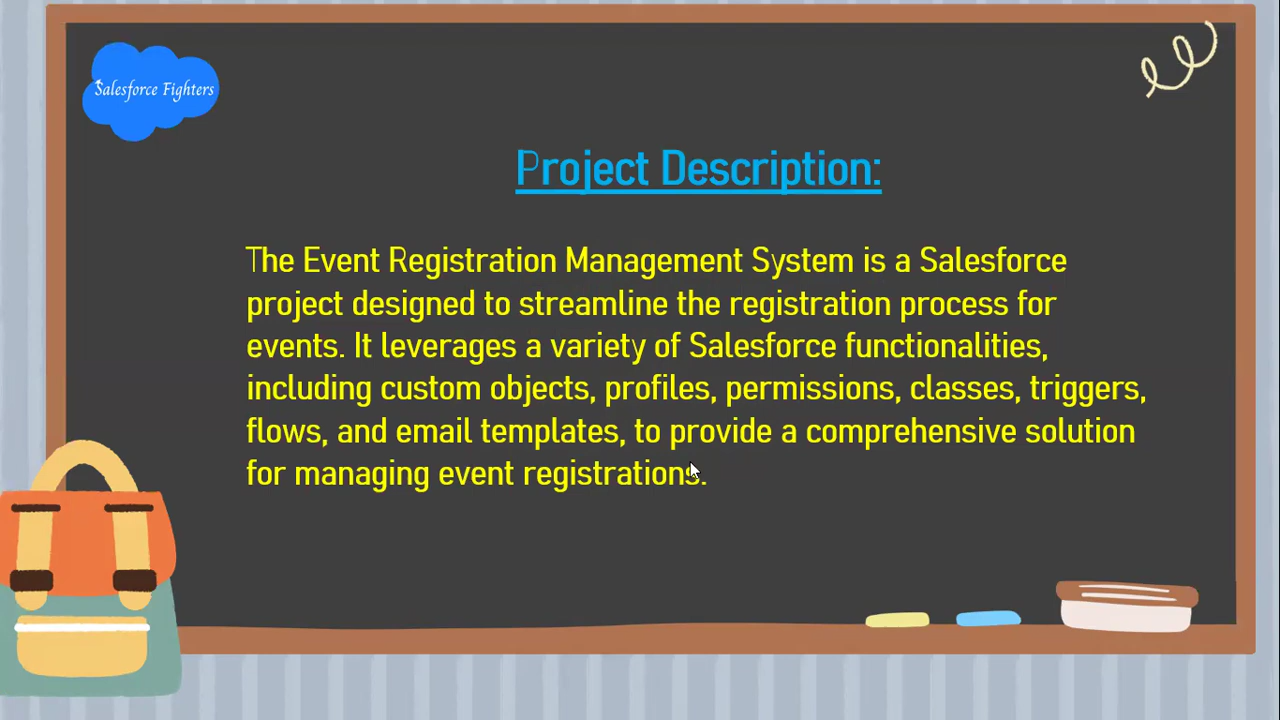 Salesforce Fighters
Project Description:
The Event Registration Management System is a Salesforce
project designed to streamline the registration process for
events. It leverages a variety of Salesforce functionalities,
including custom objects, profiles, permissions, classes, triggers,
flows, and email templates, to provide a comprehensive solution
for managing event registrations.